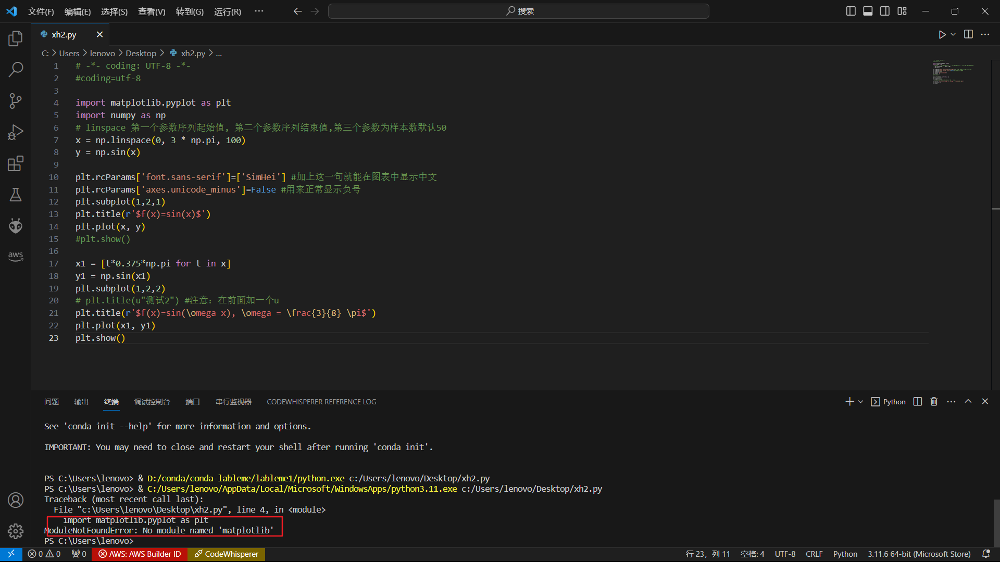 文件(F) 编辑(E) 选择(S) 查看(V) 转到(G) 运行(R) ··· 搜索
xh2.py
C: > Users > lenovo > Desktop > xh2.py > ...
1 # -*- coding: UTF-8 -*-
2 #coding=utf-8
3
4 import matplotlib.pyplot as plt
5 import numpy as np
6 # linspace 第一个参数序列起始值, 第二个参数序列结束值,第三个参数为样本数默认50
7 x = np.linspace(0, 3 * np.pi, 100)
8 y = np.sin(x)
9
10 plt.rcParams['font.sans-serif']=['SimHei'] #加上这一句就能在图表中显示中文
11 plt.rcParams['axes.unicode_minus']=False #用来正常显示负号
12 plt.subplot(1,2,1)
13 plt.title(r'$f(x)=sin(x)$')
14 plt.plot(x, y)
15 #plt.show()
16
17 x1 = [t*0.375*np.pi for t in x]
18 y1 = np.sin(x1)
19 plt.subplot(1,2,2)
20 # plt.title(u"测试2") #注意：在前面加一个u
21 plt.title(r'$f(x)=sin(\omega x), \omega = \frac{3}{8} \pi$')
22 plt.plot(x1, y1)
23 plt.show()
aws
问题 输出 终端 调试控制台 端口 串行监视器 CODEWHISPERER REFERENCE LOG Python
See 'conda init --help' for more information and options.
IMPORTANT: You may need to close and restart your shell after running 'conda init'.
PS C:\Users\lenovo> & D:/conda/conda-lableme/lableme1/python.exe c:/Users/lenovo/Desktop/xh2.py
PS C:\Users\lenovo> & C:/Users/lenovo/AppData/Local/Microsoft/WindowsApps/python3.11.exe c:/Users/lenovo/Desktop/xh2.py
Traceback (most recent call last):
File "c:\Users\lenovo\Desktop\xh2.py", line 4, in <module>
import matplotlib.pyplot as plt
ModuleNotFoundError: No module named 'matplotlib'
PS C:\Users\lenovo>
0 0 0 AWS: AWS Builder ID CodeWhisperer 行 23，列 11 空格: 4 UTF-8 CRLF Python 3.11.6 64-bit (Microsoft Store)